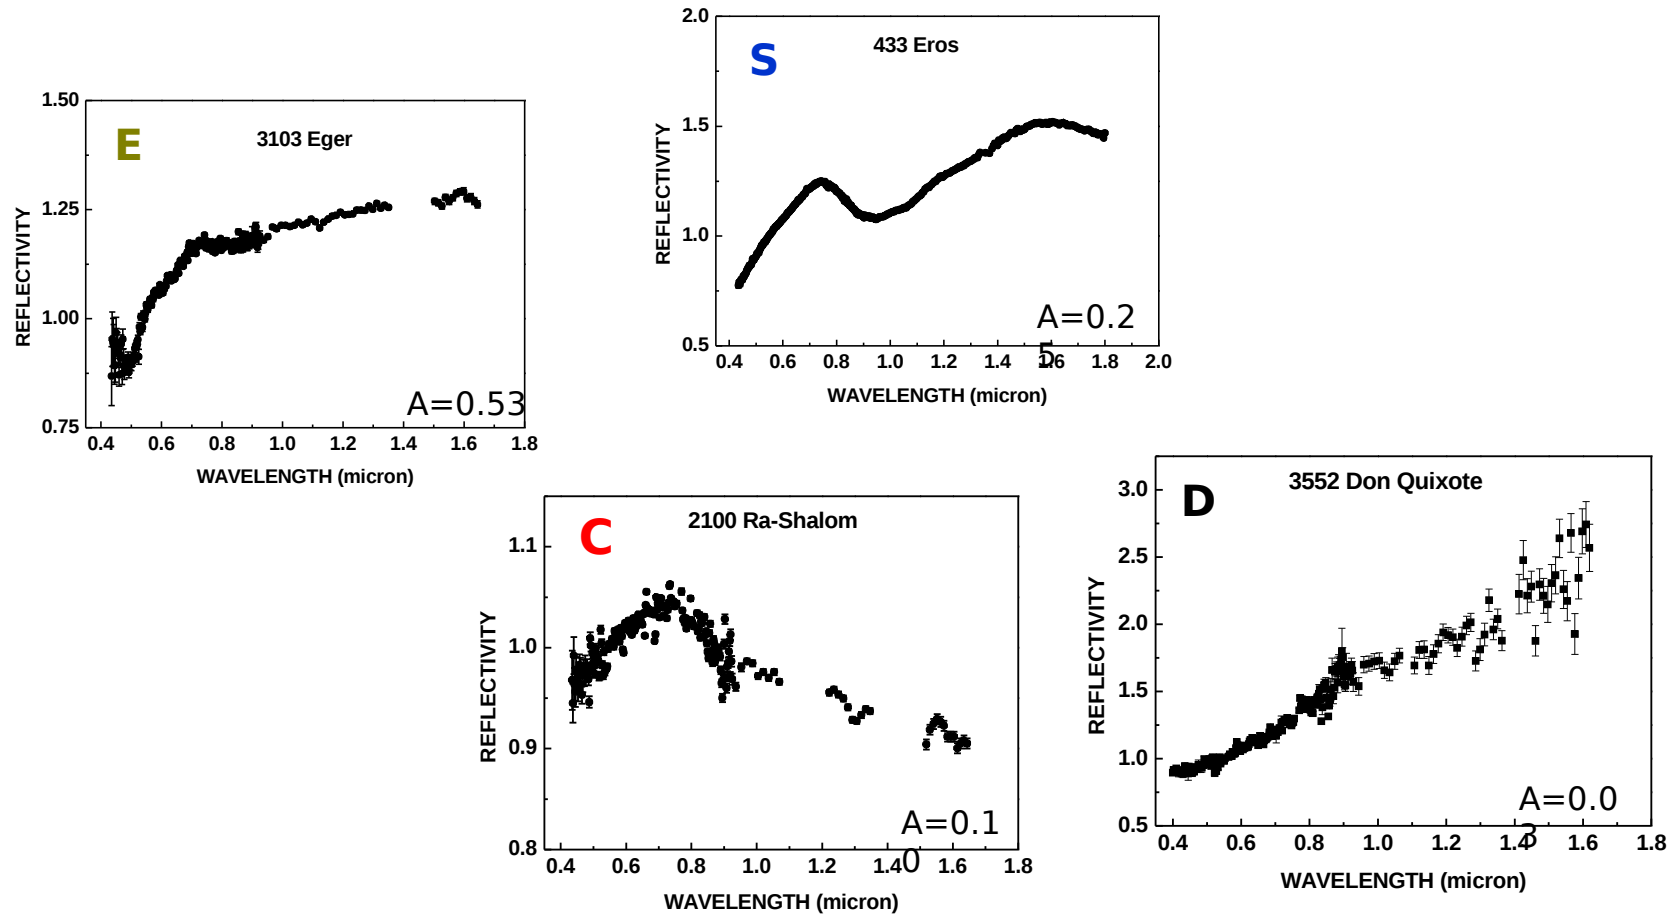 2.0
S
433 Eros
1.5
1.0
0.5
REFLECTIVITY
A=0.2
5
0.4 0.6 0.8 1.0 1.2 1.4 1.6 1.8 2.0
WAVELENGTH (micron)
1.50
E
3103 Eger
1.25
1.00
0.75
REFLECTIVITY
A=0.53
0.4 0.6 0.8 1.0 1.2 1.4 1.6 1.8
WAVELENGTH (micron)
C
2100 Ra-Shalom
1.1
1.0
0.9
0.8
REFLECTIVITY
A=0.1
0
0.4 0.6 0.8 1.0 1.2 1.4 1.6 1.8
WAVELENGTH (micron)
D
3552 Don Quixote
3.0
2.5
2.0
1.5
1.0
0.5
REFLECTIVITY
A=0.0
3
0.4 0.6 0.8 1.0 1.2 1.4 1.6 1.8
WAVELENGTH (micron)